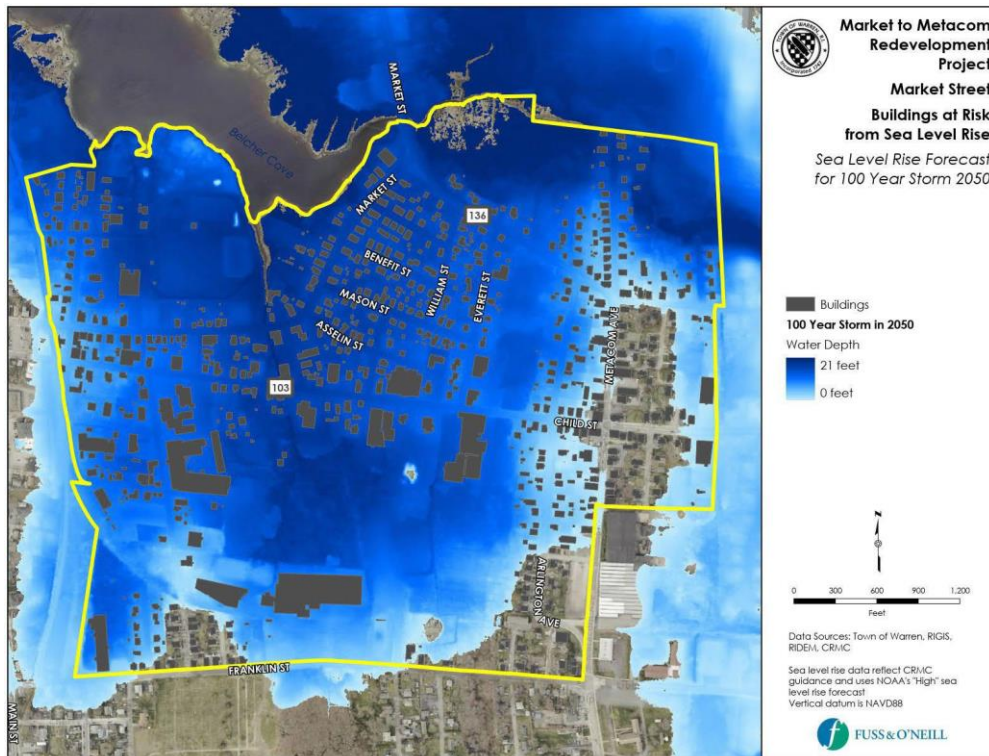 Market to Metacom
Redevelopment
Project
Market Street
Buildings at Risk
from Sea Level Rise
Sea Level Rise Forecast
for 100 Year Storm 2050
TOWN OF WARREN, R.I.
MARKET ST
Belcher Cove
MARKET ST
136
BENEFIT ST
WILLIAM ST
EVERETT ST
MASON ST
ASSELIN ST
METACOM AVE
103
CHILD ST
ARLINGTON AVE
FRANKLIN ST
MAIN ST
Buildings
100 Year Storm in 2050
Water Depth
21 feet
0 feet
N
0 300 600 900 1,200
Feet
Data Sources: Town of Warren, RIGIS,
RIDEM, CRMC
Sea level rise data reflect CRMC
guidance and uses NOAA's "High" sea
level rise forecast
Vertical datum is NAVD88
FUSS & O'NEILL